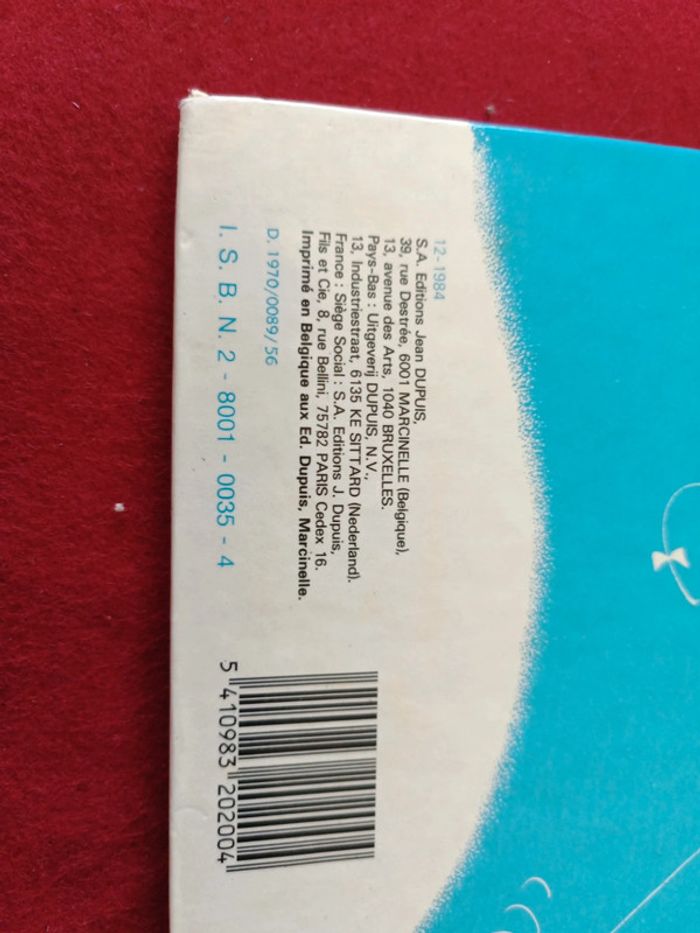 12-1984
S.A. Editions Jean DUPUIS,
39, rue Destrée, 6001 MARCINELLE (Belgique),
13, avenue des Arts, 1040 BRUXELLES.
Pays-Bas : Uitgeverij DUPUIS, N.V.,
13, Industriestraat, 6135 KE SITTARD (Nederland).
France : Siège Social : S.A. Editions J. Dupuis,
Fils et Cie, 8, rue Bellini, 75782 PARIS Cedex 16.
Imprimé en Belgique aux Ed. Dupuis, Marcinelle.
D. 1970/0089/56
I. S. B. N. 2 - 8001 - 0035 - 4
5 410983 202004